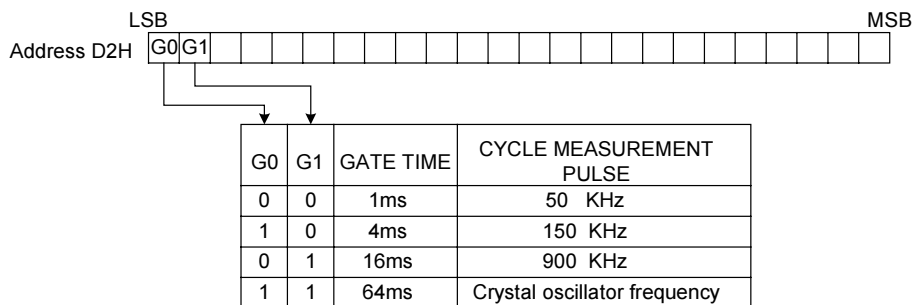 LSB MSB
Address D2H G0 G1
G0 G1 GATE TIME CYCLE MEASUREMENT PULSE
0 0 1ms 50 KHz
1 0 4ms 150 KHz
0 1 16ms 900 KHz
1 1 64ms Crystal oscillator frequency